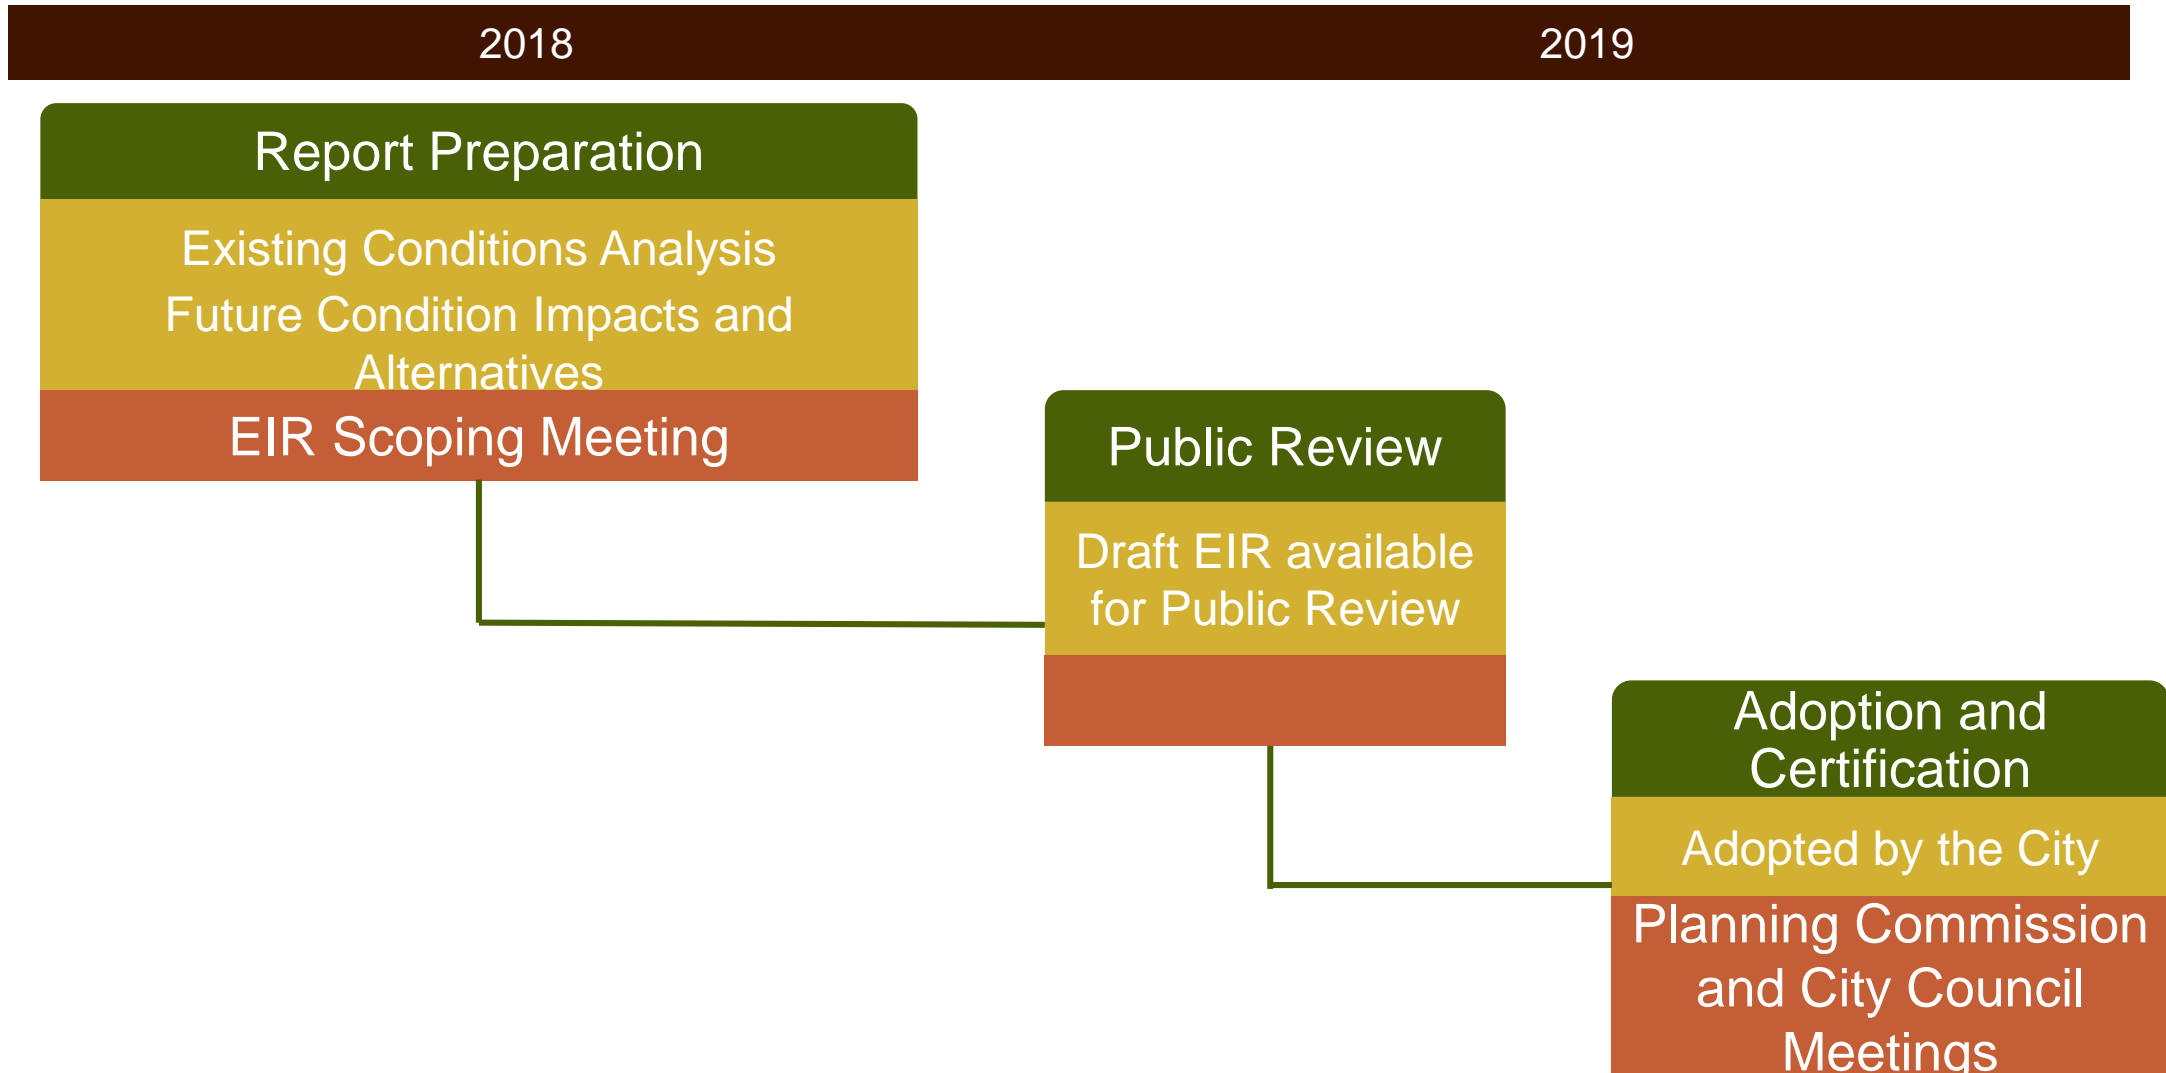 2018 2019
Report Preparation
Existing Conditions Analysis
Future Condition Impacts and
Alternatives
EIR Scoping Meeting
Public Review
Draft EIR available
for Public Review
Adoption and
Certification
Adopted by the City
Planning Commission
and City Council
Meetings